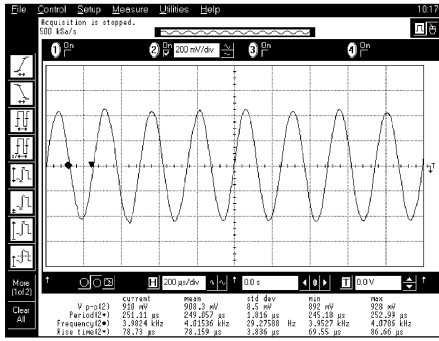 File Control Setup Measure Utilities Help 10:17
Acquisition is stopped.
500 kSa/s
1 On 2 On 200 mV/div 3 On 4 On
T
More
(1of2)
Clear
All
H 200 µs/div 0.0 s 0 T 0.0 V
current mean std dev min max
V p-p(2) 910 mV 908.3 mV 8.5 mV 892 mV 928 mV
Period(2) 251.11 µs 249.057 µs 1.816 µs 245.18 µs 252.99 µs
Frequency(2) 3.9824 kHz 4.01536 kHz 29.27588 Hz 3.9527 kHz 4.0786 kHz
Rise time(2) 78.73 µs 78.159 µs 3.836 µs 69.55 µs 86.66 µs